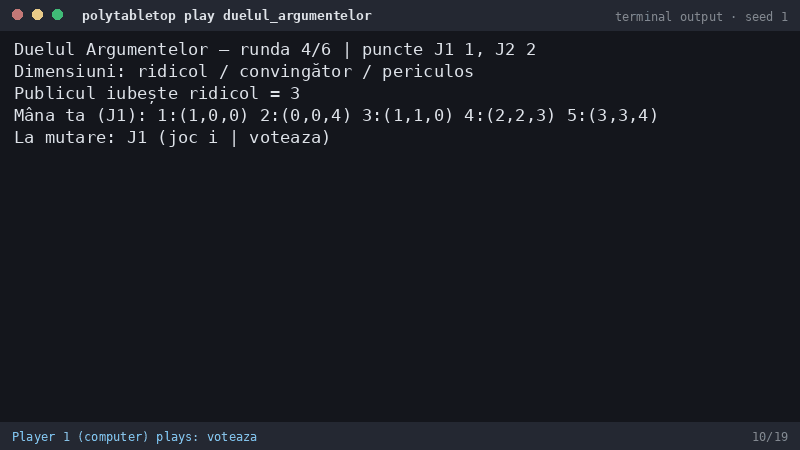 polytabletop play duelul_argumentelor
terminal output · seed 1
Duelul Argumentelor — runda 4/6 | puncte J1 1, J2 2
Dimensiuni: ridicol / convingător / periculos
Publicul iubește ridicol = 3
Mâna ta (J1): 1:(1,0,0) 2:(0,0,4) 3:(1,1,0) 4:(2,2,3) 5:(3,3,4)
La mutare: J1 (joc i | voteaza)
Player 1 (computer) plays: voteaza
10/19